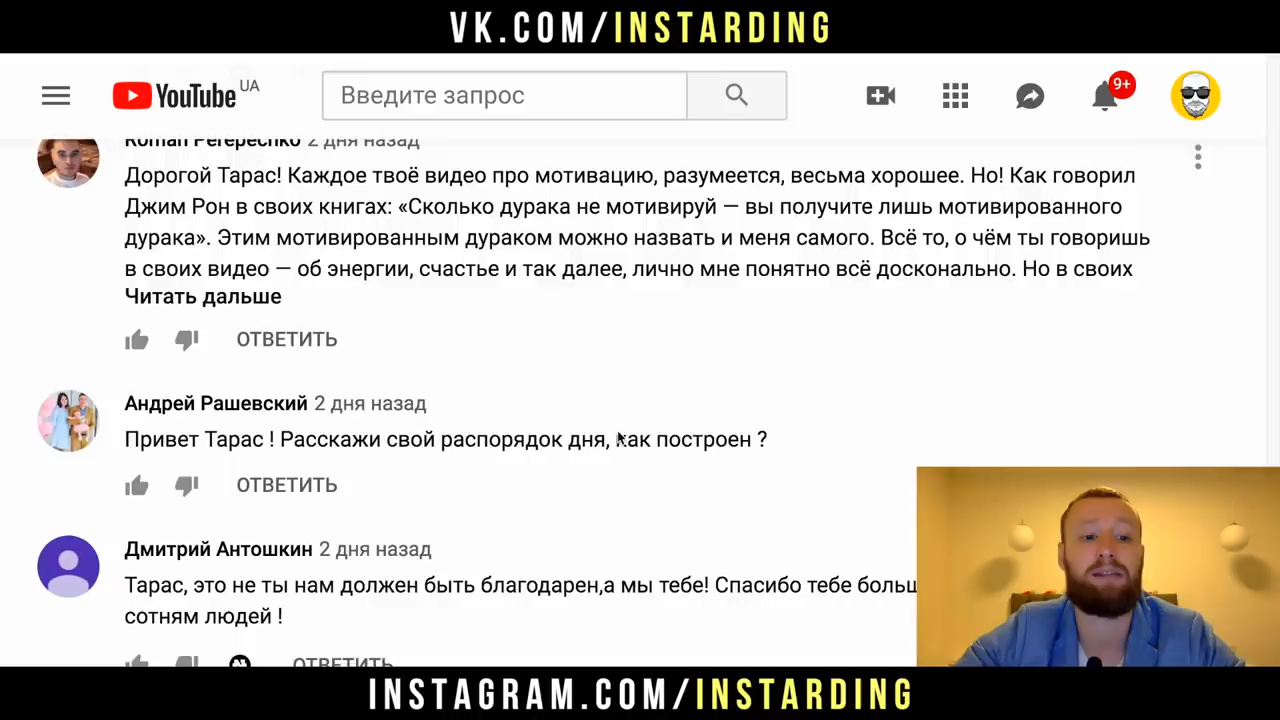 VK.COM/INSTARDING
YouTube UA
Введите запрос
9+
Roman Perepechko 2 дня назад
Дорогой Тарас! Каждое твоё видео про мотивацию, разумеется, весьма хорошее. Но! Как говорил
Джим Рон в своих книгах: «Сколько дурака не мотивируй — вы получите лишь мотивированного
дурака». Этим мотивированным дураком можно назвать и меня самого. Всё то, о чём ты говоришь
в своих видео — об энергии, счастье и так далее, лично мне понятно всё досконально. Но в своих
Читать дальше
ОТВЕТИТЬ
Андрей Рашевский 2 дня назад
Привет Тарас ! Расскажи свой распорядок дня, как построен ?
ОТВЕТИТЬ
Дмитрий Антошкин 2 дня назад
Тарас, это не ты нам должен быть благодарен,а мы тебе! Спасибо тебе больш
сотням людей !
ОТВЕТИТЬ
INSTAGRAM.COM/INSTARDING